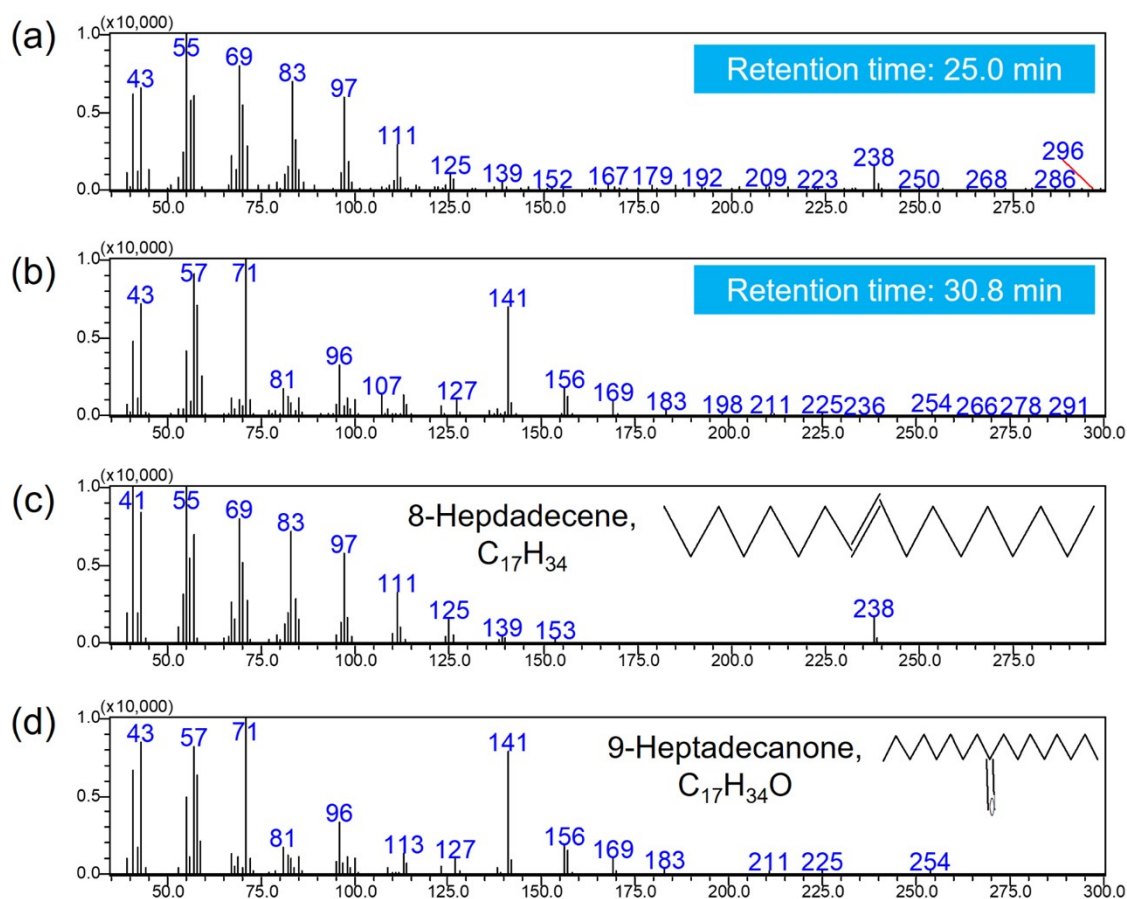 (a)
(x10,000)
1.0
0.5
0.0
43 55 69 83 97 111 125 139 152 167 179 192 209 223 238 250 268 286 296
Retention time: 25.0 min
50.0 75.0 100.0 125.0 150.0 175.0 200.0 225.0 250.0 275.0
(b)
(x10,000)
1.0
0.5
0.0
43 57 71 81 96 107 127 141 156 169 183 198 211 225 236 254 266 278 291
Retention time: 30.8 min
50.0 75.0 100.0 125.0 150.0 175.0 200.0 225.0 250.0 275.0 300.0
(c)
(x10,000)
1.0
0.5
0.0
41 55 69 83 97 111 125 139 153 238
8-Hepdadecene,
C17H34
50.0 75.0 100.0 125.0 150.0 175.0 200.0 225.0 250.0 275.0
(d)
(x10,000)
1.0
0.5
0.0
43 57 71 81 96 113 127 141 156 169 183 211 225 254
9-Heptadecanone,
C17H34O
50.0 75.0 100.0 125.0 150.0 175.0 200.0 225.0 250.0 275.0 300.0